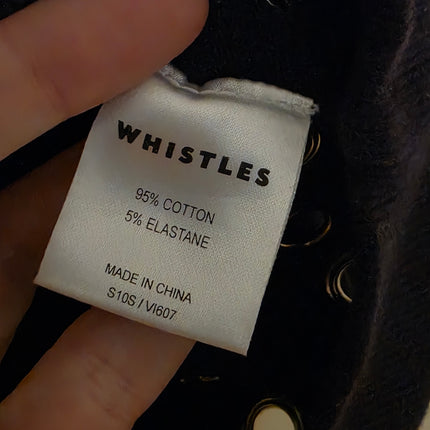 WHISTLES
95% COTTON
5% ELASTANE
MADE IN CHINA
S10S / VI607